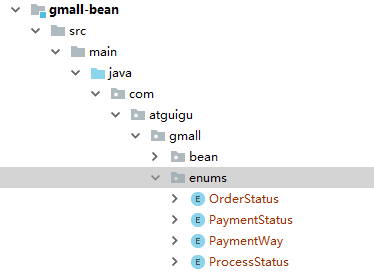 gmall-bean
src
main
java
com
atguigu
gmall
bean
enums
E OrderStatus
E PaymentStatus
E PaymentWay
E ProcessStatus